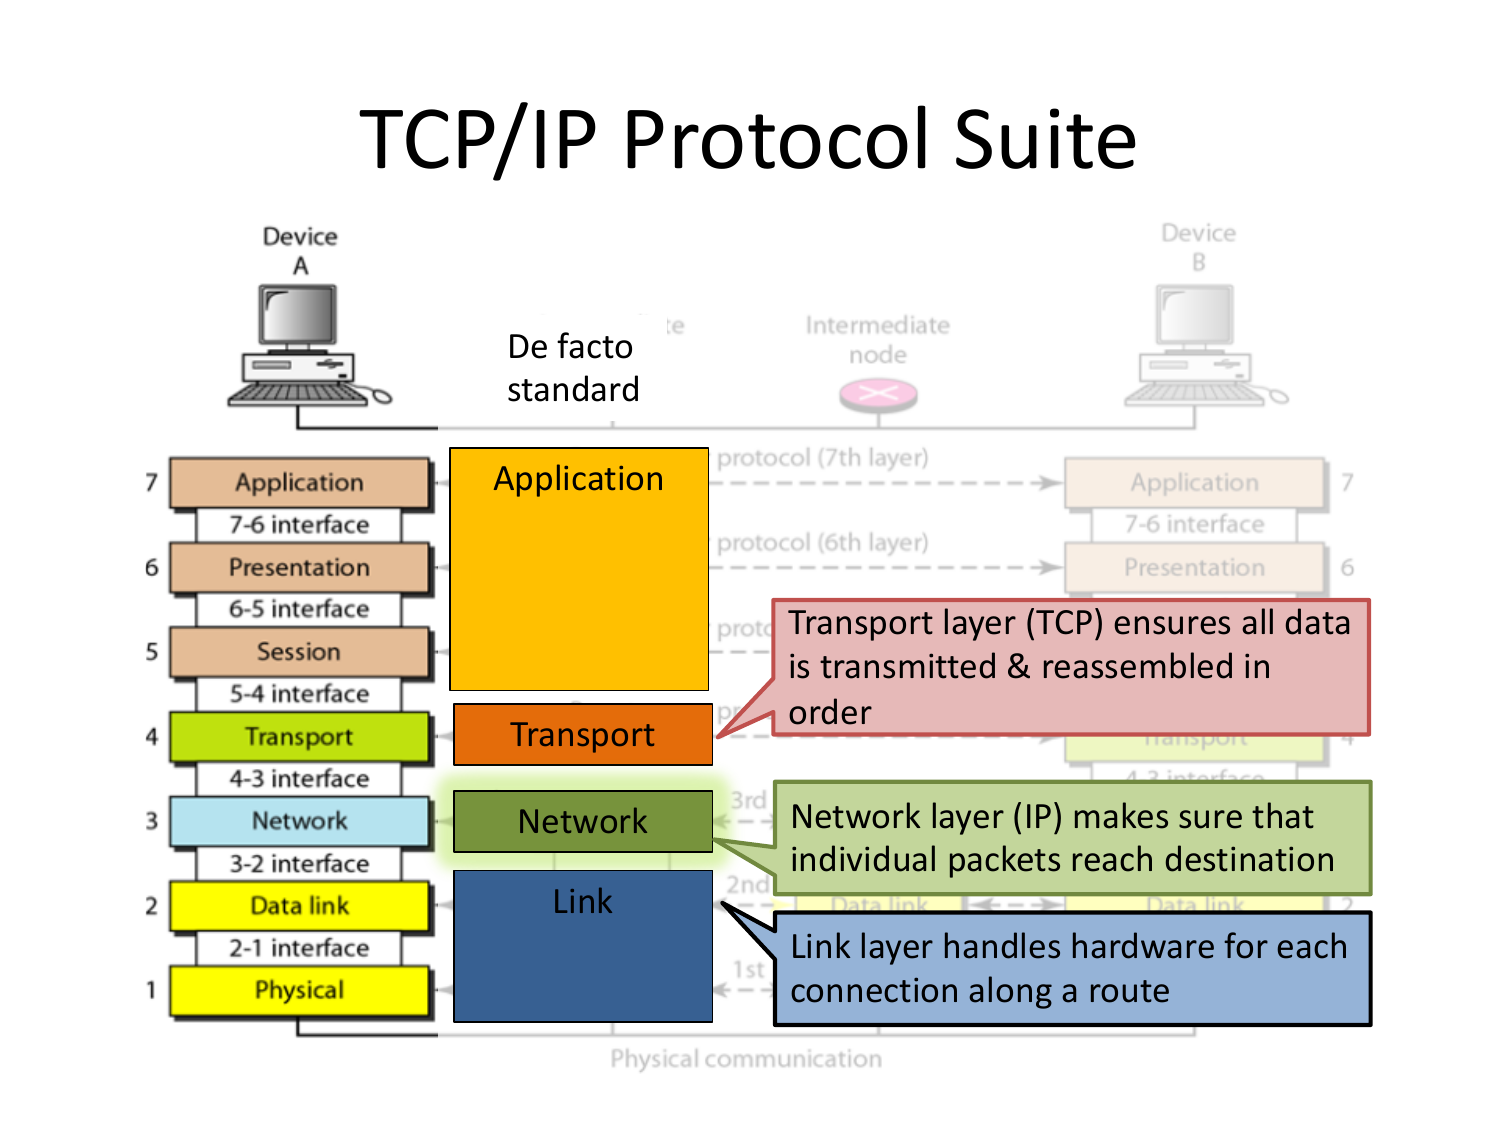 TCP/IP Protocol Suite
Device
A
Device
B
De facto
standard
Intermediate
node
7
Application
Application
protocol (7th layer)
Application
7
7-6 interface
7-6 interface
6
Presentation
protocol (6th layer)
Presentation
6
6-5 interface
Transport layer (TCP) ensures all data
is transmitted & reassembled in
order
5
Session
5-4 interface
4
Transport
Transport
Transport
4
4-3 interface
4-3 interface
3
Network
Network
3rd
Network layer (IP) makes sure that
individual packets reach destination
3-2 interface
2
Data link
Link
2nd
Data link
Data link
2
2-1 interface
Link layer handles hardware for each
connection along a route
1
Physical
1st
Physical communication